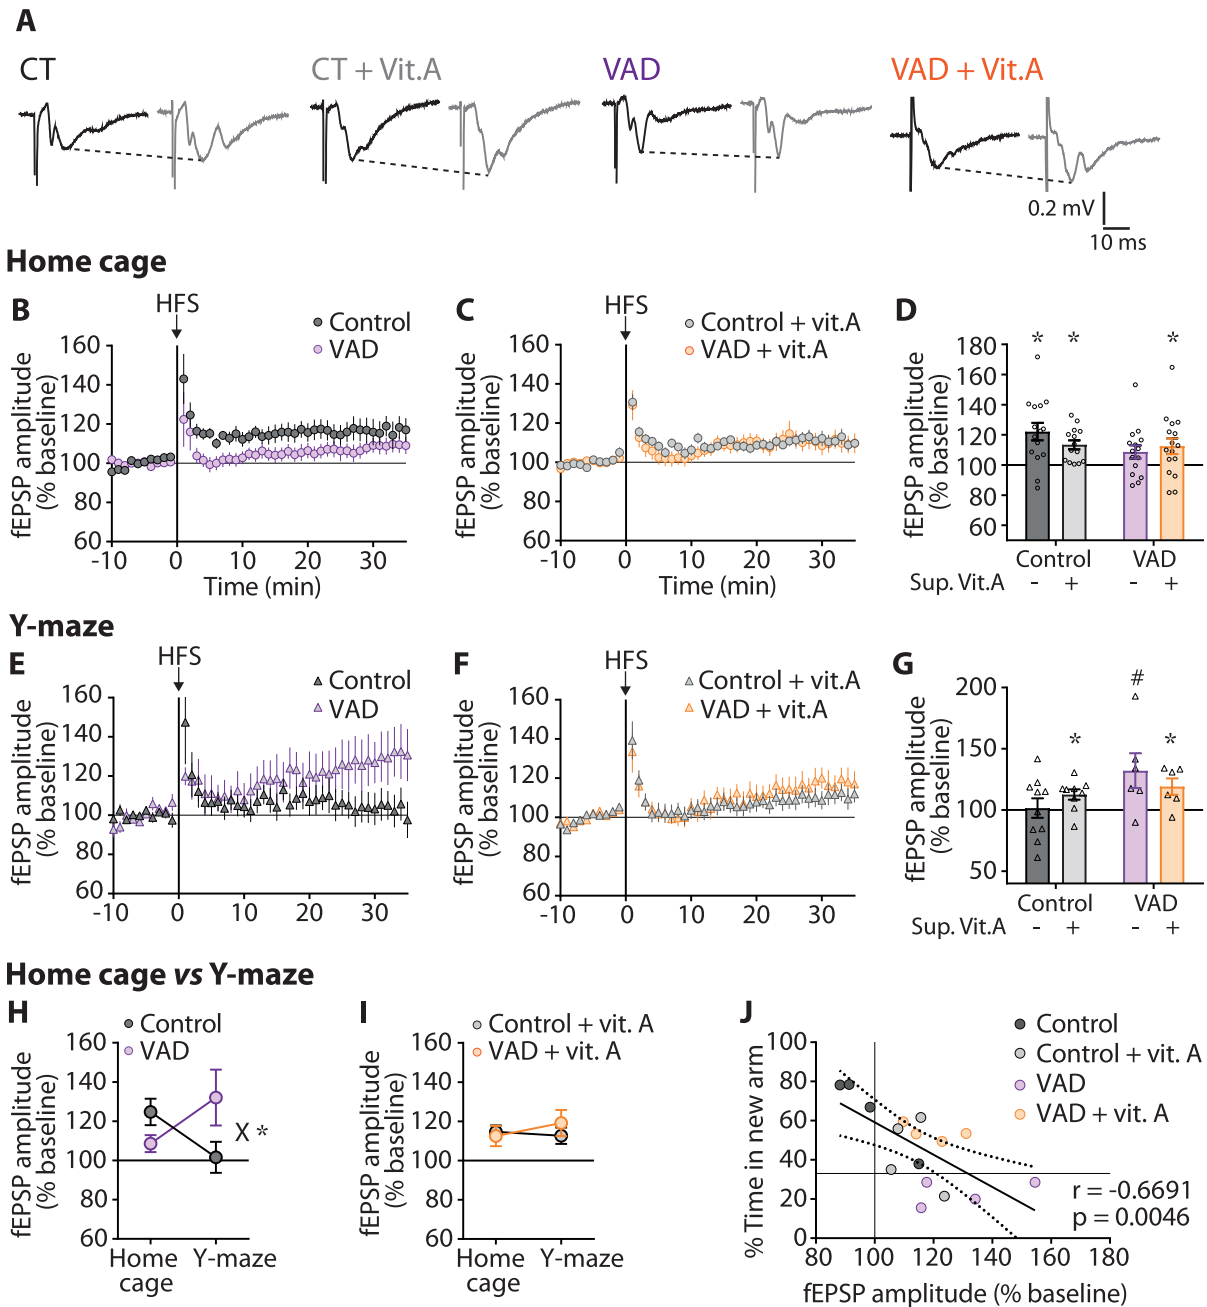 A
CT
CT + Vit.A
VAD
VAD + Vit.A
0.2 mV
10 ms
Home cage
B
HFS
Control
VAD
fEPSP amplitude
(% baseline)
160
140
120
100
80
60
-10 0 10 20 30
Time (min)
C
HFS
Control + vit.A
VAD + vit.A
fEPSP amplitude
(% baseline)
160
140
120
100
80
60
-10 0 10 20 30
Time (min)
D
* * *
fEPSP amplitude
(% baseline)
180
160
140
120
100
80
60
Control VAD
Sup. Vit.A - + - +
Y-maze
E
HFS
Control
VAD
fEPSP amplitude
(% baseline)
160
140
120
100
80
60
-10 0 10 20 30
F
HFS
Control + vit.A
VAD + vit.A
fEPSP amplitude
(% baseline)
160
140
120
100
80
60
-10 0 10 20 30
G
# * *
fEPSP amplitude
(% baseline)
200
150
100
50
Control VAD
Sup. Vit.A - + - +
Home cage vs Y-maze
H
Control
VAD
fEPSP amplitude
(% baseline)
160
140
120
100
80
60
X *
Home Y-maze
cage
I
Control + vit. A
VAD + vit. A
fEPSP amplitude
(% baseline)
160
140
120
100
80
60
Home Y-maze
cage
J
Control
Control + vit. A
VAD
VAD + vit. A
% Time in new arm
100
80
60
40
20
0
r = -0.6691
p = 0.0046
80 100 120 140 160 180
fEPSP amplitude (% baseline)